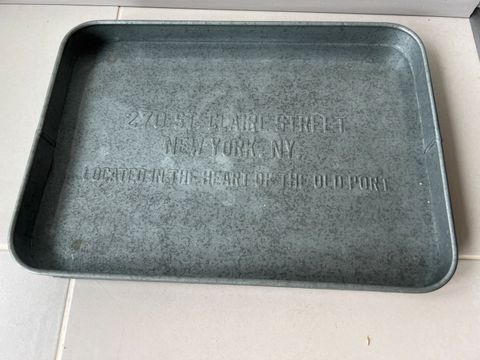 270 ST. CLAIRE STREET
NEW YORK, NY,
LOCATED IN THE HEART OF THE OLD PORT